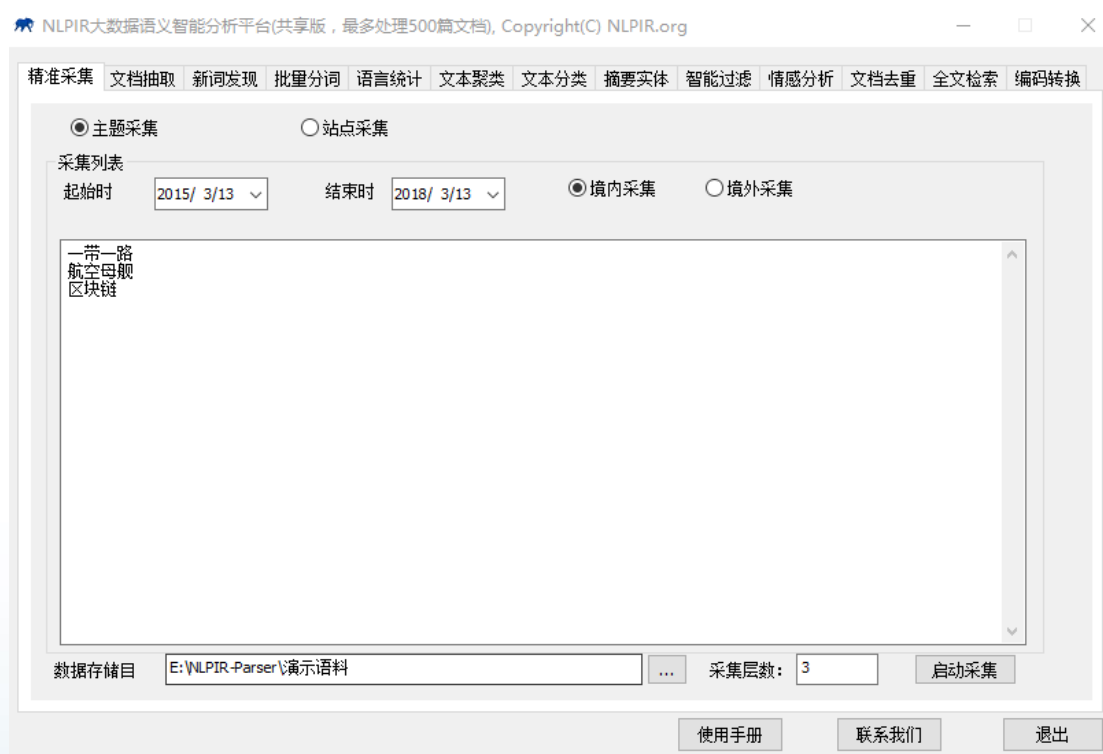 NLPIR大数据语义智能分析平台(共享版，最多处理500篇文档), Copyright(C) NLPIR.org
精准采集 文档抽取 新词发现 批量分词 语言统计 文本聚类 文本分类 摘要实体 智能过滤 情感分析 文档去重 全文检索 编码转换
主题采集 站点采集
采集列表
起始时 2015/ 3/13 结束时 2018/ 3/13 境内采集 境外采集
一带一路
航空母舰
区块链
数据存储目 E:\NLPIR-Parser\演示语料 ... 采集层数： 3 启动采集
使用手册 联系我们 退出